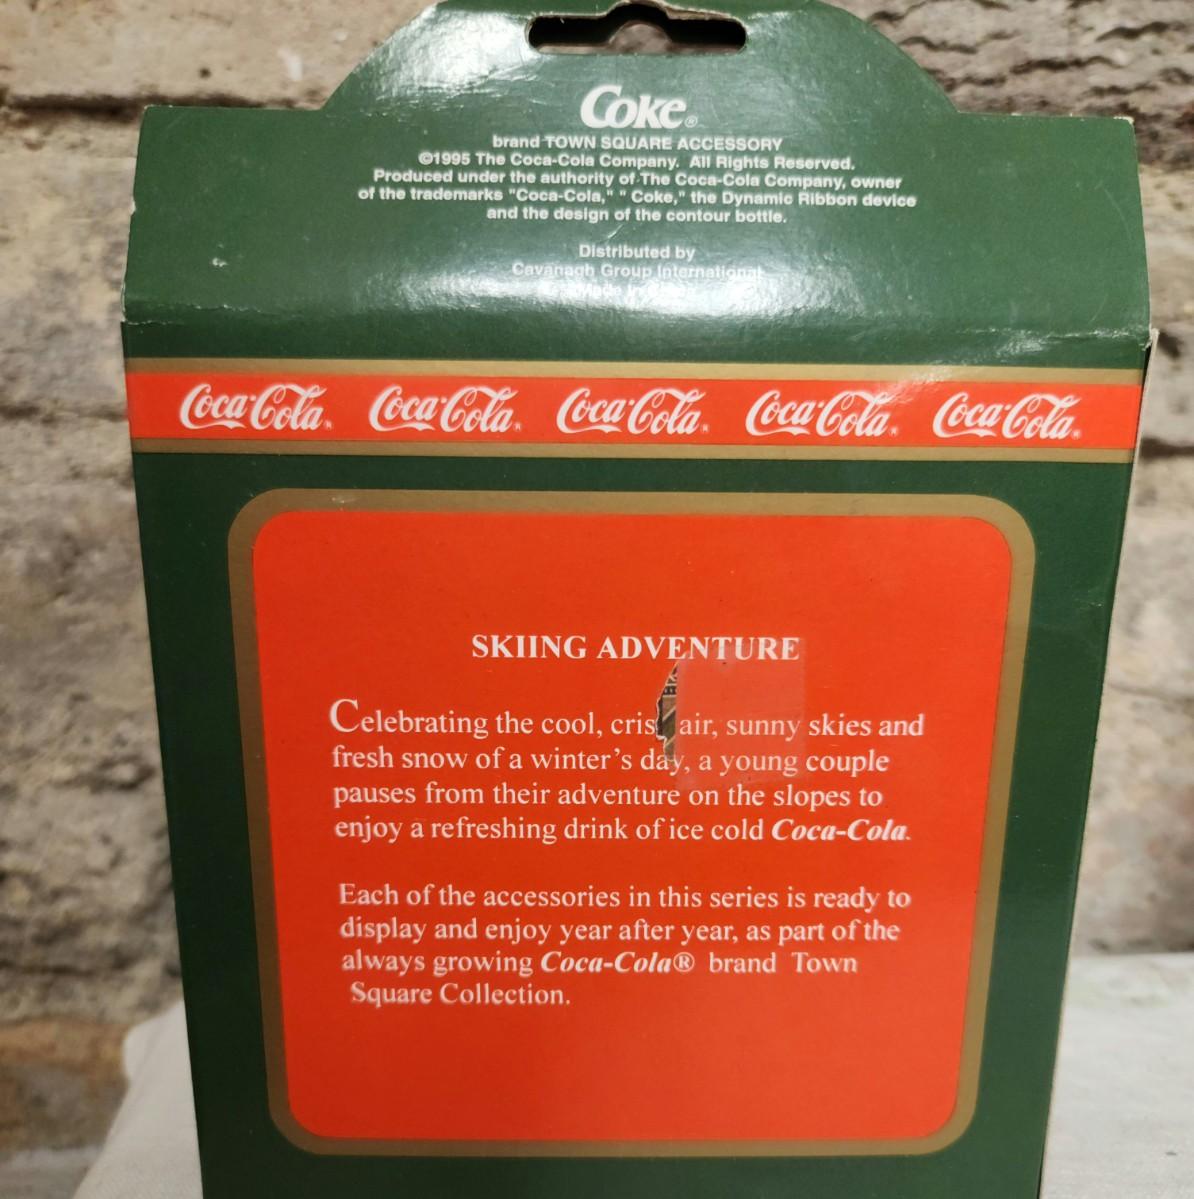 Coke®
brand TOWN SQUARE ACCESSORY
©1995 The Coca-Cola Company. All Rights Reserved.
Produced under the authority of The Coca-Cola Company, owner
of the trademarks "Coca-Cola," " Coke," the Dynamic Ribbon device
and the design of the contour bottle.
Distributed by
Cavanagh Group International
Made in
Coca-Cola® Coca-Cola® Coca-Cola® Coca-Cola® Coca-Cola®
SKIING ADVENTURE
Celebrating the cool, crisp air, sunny skies and
fresh snow of a winter's day, a young couple
pauses from their adventure on the slopes to
enjoy a refreshing drink of ice cold Coca-Cola.
Each of the accessories in this series is ready to
display and enjoy year after year, as part of the
always growing Coca-Cola® brand Town
Square Collection.